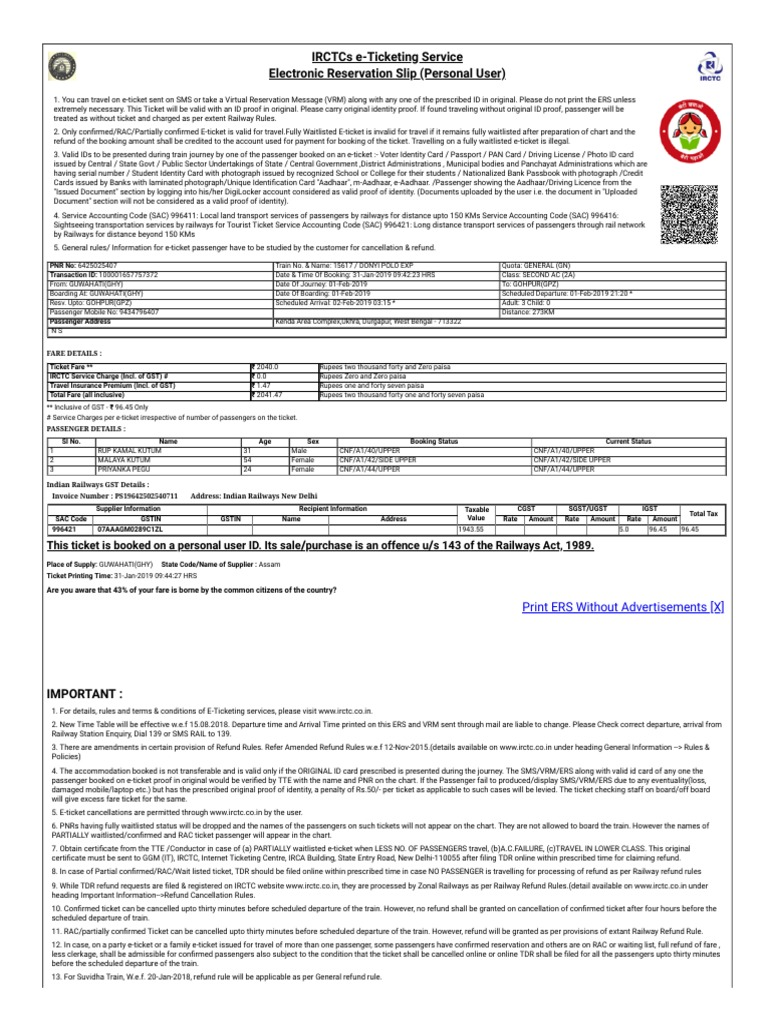 IRCTCs e-Ticketing Service
Electronic Reservation Slip (Personal User)
IRCTC
1. You can travel on e-ticket sent on SMS or take a Virtual Reservation Message (VRM) along with any one of the prescribed ID in original. Please do not print the ERS unless
extremely necessary. This Ticket will be valid with an ID proof in original. Please carry original identity proof. If found traveling without original ID proof, passenger will be
treated as without ticket and charged as per extent Railway Rules.
2. Only confirmed/RAC/Partially confirmed E-ticket is valid for travel.Fully Waitlisted E-ticket is invalid for travel if it remains fully waitlisted after preparation of chart and the
refund of the booking amount shall be credited to the account used for payment for booking of the ticket. Travelling on a fully waitlisted e-ticket is illegal.
3. Valid IDs to be presented during train journey by one of the passenger booked on an e-ticket :- Voter Identity Card / Passport / PAN Card / Driving License / Photo ID card
issued by Central / State Govt / Public Sector Undertakings of State / Central Government ,District Administrations , Municipal bodies and Panchayat Administrations which are
having serial number / Student Identity Card with photograph issued by recognized School or College for their students / Nationalized Bank Passbook with photograph /Credit
Cards issued by Banks with laminated photograph/Unique Identification Card "Aadhaar", m-Aadhaar, e-Aadhaar. /Passenger showing the Aadhaar/Driving Licence from the
"Issued Document" section by logging into his/her DigiLocker account considered as valid proof of identity. (Documents uploaded by the user i.e. the document in "Uploaded
Document" section will not be considered as a valid proof of identity).
4. Service Accounting Code (SAC) 996411: Local land transport services of passengers by railways for distance upto 150 KMs Service Accounting Code (SAC) 996416:
Sightseeing transportation services by railways for Tourist Ticket Service Accounting Code (SAC) 996421: Long distance transport services of passengers through rail network
by Railways for distance beyond 150 KMs
5. General rules/ Information for e-ticket passenger have to be studied by the customer for cancellation & refund.
PNR No: 6425025407 Train No. & Name: 15617 / DONYI POLO EXP Quota: GENERAL (GN)
Transaction ID: 100001657757372 Date & Time Of Booking: 31-Jan-2019 09:42:23 HRS Class: SECOND AC (2A)
From: GUWAHATI(GHY) Date Of Journey: 01-Feb-2019 To: GOHPUR(GPZ)
Boarding At: GUWAHATI(GHY) Date Of Boarding: 01-Feb-2019 Scheduled Departure: 01-Feb-2019 21:20 *
Resv. Upto: GOHPUR(GPZ) Scheduled Arrival: 02-Feb-2019 03:15 * Adult: 3 Child: 0
Passenger Mobile No: 9434796407 Distance: 273KM
Passenger Address Kenda Area Complex,Ukhra, Durgapur, West Bengal - 713322
N S
FARE DETAILS :
Ticket Fare ** ₹ 2040.0 Rupees two thousand forty and Zero paisa
IRCTC Service Charge (Incl. of GST) # ₹ 0.0 Rupees Zero and Zero paisa
Travel Insurance Premium (Incl. of GST) ₹ 1.47 Rupees one and forty seven paisa
Total Fare (all inclusive) ₹ 2041.47 Rupees two thousand forty one and forty seven paisa
** Inclusive of GST - ₹ 96.45 Only
# Service Charges per e-ticket irrespective of number of passengers on the ticket.
PASSENGER DETAILS :
Sl No. Name Age Sex Booking Status Current Status
1 RUP KAMAL KUTUM 31 Male CNF/A1/40/UPPER CNF/A1/40/UPPER
2 MALAYA KUTUM 54 Female CNF/A1/42/SIDE UPPER CNF/A1/42/SIDE UPPER
3 PRIYANKA PEGU 24 Female CNF/A1/44/UPPER CNF/A1/44/UPPER
Indian Railways GST Details :
Invoice Number : PS19642502540711 Address: Indian Railways New Delhi
Supplier Information Recipient Information Taxable Value CGST SGST/UGST IGST Total Tax
SAC Code GSTIN GSTIN Name Address Rate Amount Rate Amount Rate Amount
996421 07AAAGM0289C1ZL 1943.55 5.0 96.45 96.45
This ticket is booked on a personal user ID. Its sale/purchase is an offence u/s 143 of the Railways Act, 1989.
Place of Supply: GUWAHATI(GHY) State Code/Name of Supplier : Assam
Ticket Printing Time: 31-Jan-2019 09:44:27 HRS
Are you aware that 43% of your fare is borne by the common citizens of the country?
Print ERS Without Advertisements [X]
IMPORTANT :
1. For details, rules and terms & conditions of E-Ticketing services, please visit www.irctc.co.in.
2. New Time Table will be effective w.e.f 15.08.2018. Departure time and Arrival Time printed on this ERS and VRM sent through mail are liable to change. Please Check correct departure, arrival from
Railway Station Enquiry, Dial 139 or SMS RAIL to 139.
3. There are amendments in certain provision of Refund Rules. Refer Amended Refund Rules w.e.f 12-Nov-2015.(details available on www.irctc.co.in under heading General Information --> Rules &
Policies)
4. The accommodation booked is not transferable and is valid only if the ORIGINAL ID card prescribed is presented during the journey. The SMS/VRM/ERS along with valid id card of any one the
passenger booked on e-ticket proof in original would be verified by TTE with the name and PNR on the chart. If the Passenger fail to produced/display SMS/VRM/ERS due to any eventuality(loss,
damaged mobile/laptop etc.) but has the prescribed original proof of identity, a penalty of Rs.50/- per ticket as applicable to such cases will be levied. The ticket checking staff on board/off board
will give excess fare ticket for the same.
5. E-ticket cancellations are permitted through www.irctc.co.in by the user.
6. PNRs having fully waitlisted status will be dropped and the names of the passengers on such tickets will not appear on the chart. They are not allowed to board the train. However the names of
PARTIALLY waitlisted/confirmed and RAC ticket passenger will appear in the chart.
7. Obtain certificate from the TTE /Conductor in case of (a) PARTIALLY waitlisted e-ticket when LESS NO. OF PASSENGERS travel, (b)A.C.FAILURE, (c)TRAVEL IN LOWER CLASS. This original
certificate must be sent to GGM (IT), IRCTC, Internet Ticketing Centre, IRCA Building, State Entry Road, New Delhi-110055 after filing TDR online within prescribed time for claiming refund.
8. In case of Partial confirmed/RAC/Wait listed ticket, TDR should be filed online within prescribed time in case NO PASSENGER is travelling for processing of refund as per Railway refund rules
9. While TDR refund requests are filed & registered on IRCTC website www.irctc.co.in, they are processed by Zonal Railways as per Railway Refund Rules.(detail available on www.irctc.co.in under
heading Important Information-->Refund Cancellation Rules.
10. Confirmed ticket can be cancelled upto thirty minutes before scheduled departure of the train. However, no refund shall be granted on cancellation of confirmed ticket after four hours before the
scheduled departure of train.
11. RAC/partially confirmed Ticket can be cancelled upto thirty minutes before scheduled departure of the train. However, refund will be granted as per provisions of extant Railway Refund Rule.
12. In case, on a party e-ticket or a family e-ticket issued for travel of more than one passenger, some passengers have confirmed reservation and others are on RAC or waiting list, full refund of fare ,
less clerkage, shall be admissible for confirmed passengers also subject to the condition that the ticket shall be cancelled online or online TDR shall be filed for all the passengers upto thirty minutes
before the scheduled departure of the train.
13. For Suvidha Train, W.e.f. 20-Jan-2018, refund rule will be applicable as per General refund rule.